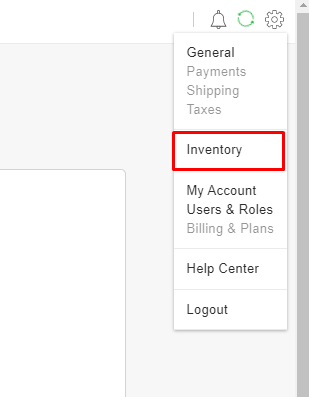 General
Payments
Shipping
Taxes
Inventory
My Account
Users & Roles
Billing & Plans
Help Center
Logout